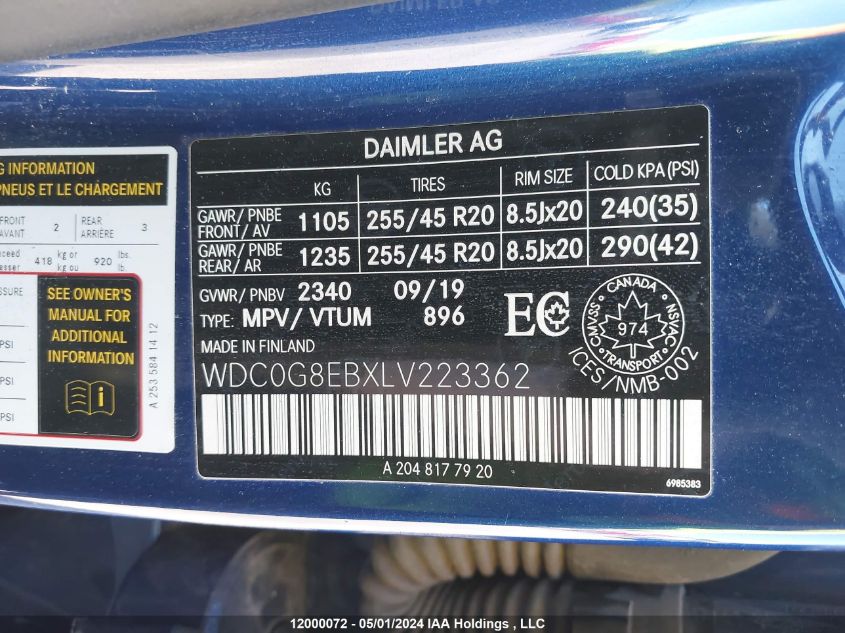 DAIMLER AG
KG TIRES RIM SIZE COLD KPA (PSI)
GAWR/ PNBE FRONT/ AV 1105 255/45 R20 8.5Jx20 240(35)
GAWR/ PNBE REAR/ AR 1235 255/45 R20 8.5Jx20 290(42)
GVWR/ PNBV 2340 09/19
TYPE: MPV/ VTUM 896
MADE IN FINLAND
WDC0G8EBXLV223362
A 204 817 79 20
6985383
EC
CANADA
CMVSS
NSVAC
974
TRANSPORT
ICES/NMB-002
G INFORMATION
PNEUS ET LE CHARGEMENT
FRONT AVANT 2 REAR ARRIÈRE 3
418 kg or kg ou 920 lbs. lb.
SEE OWNER'S
MANUAL FOR
ADDITIONAL
INFORMATION
PSI
PSI
PSI
A 253 584 14 12
12000072 - 05/01/2024 IAA Holdings , LLC